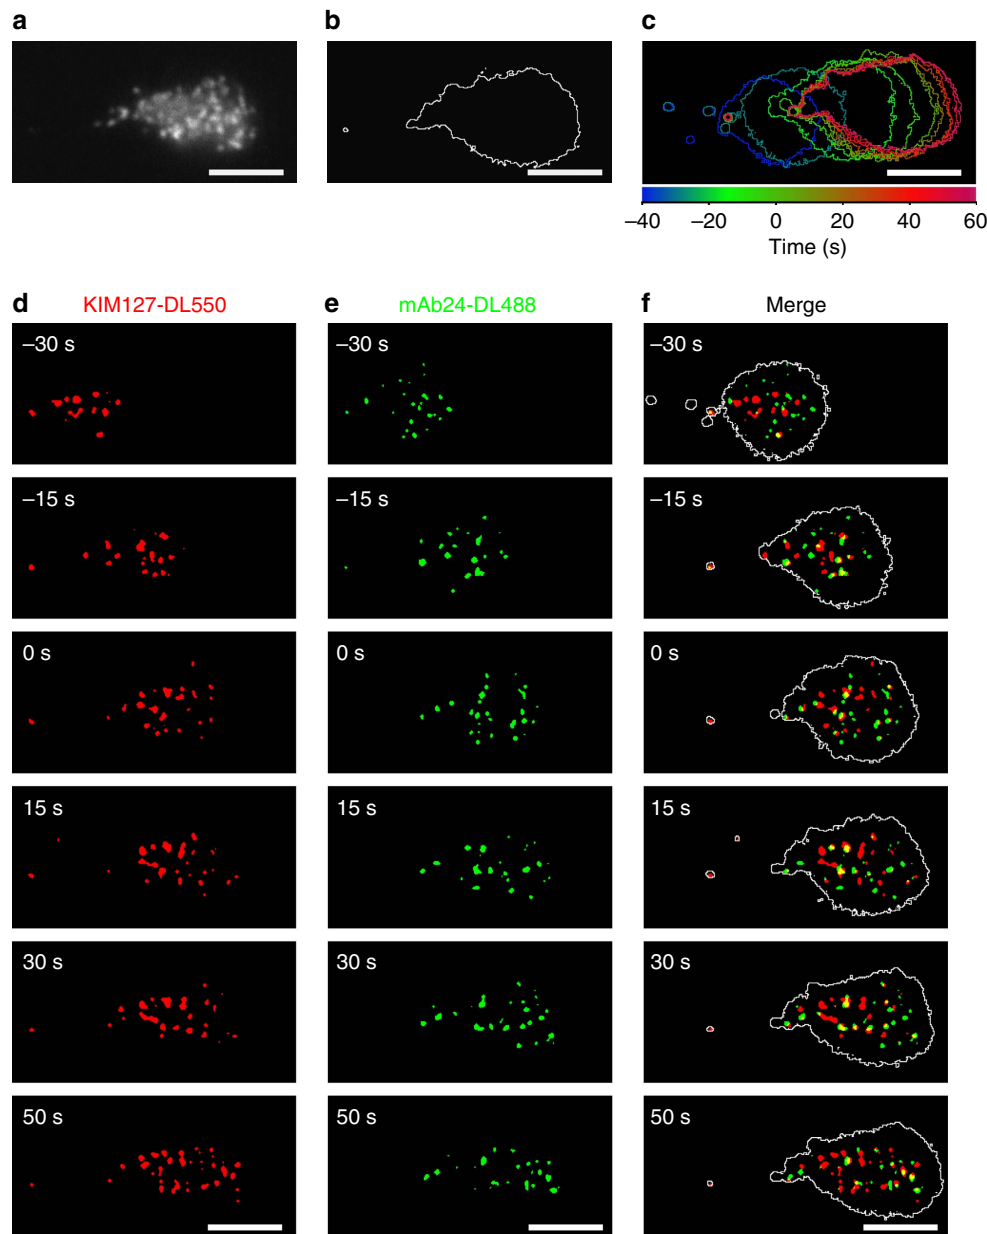 a
b
c
–40 –20 0 20 40 60
Time (s)
d KIM127-DL550
e mAb24-DL488
f Merge
–30 s –30 s –30 s
–15 s –15 s –15 s
0 s 0 s 0 s
15 s 15 s 15 s
30 s 30 s 30 s
50 s 50 s 50 s